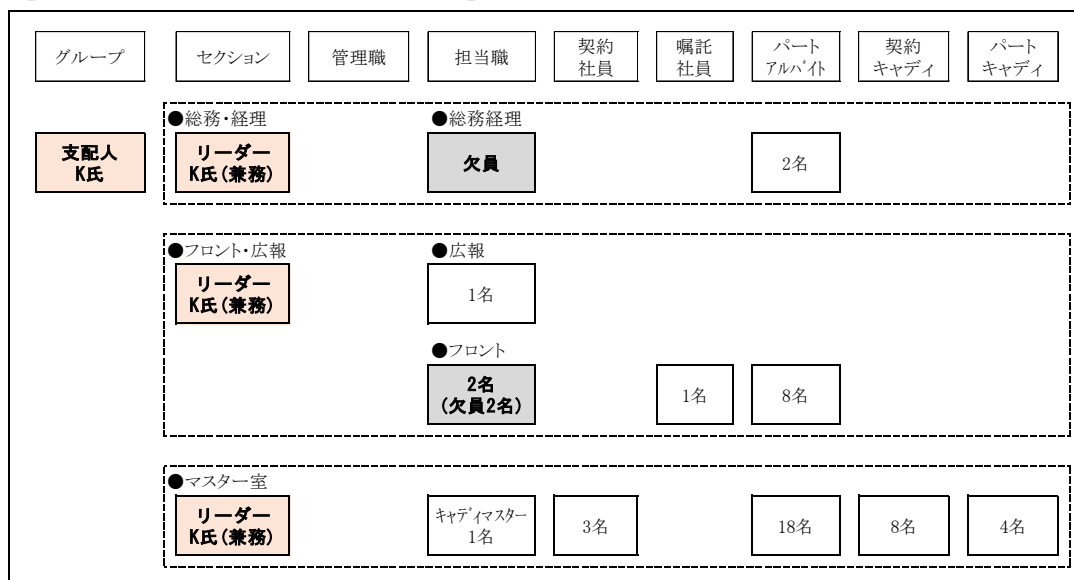 グループ
セクション
管理職
担当職
契約
社員
嘱託
社員
パート
アルバイト
契約
キャディ
パート
キャディ
●総務・経理
●総務経理
支配人
K氏
リーダー
K氏(兼務)
欠員
2名
●フロント・広報
●広報
リーダー
K氏(兼務)
1名
●フロント
2名
(欠員2名)
1名
8名
●マスター室
リーダー
K氏(兼務)
キャディマスター
1名
3名
18名
8名
4名